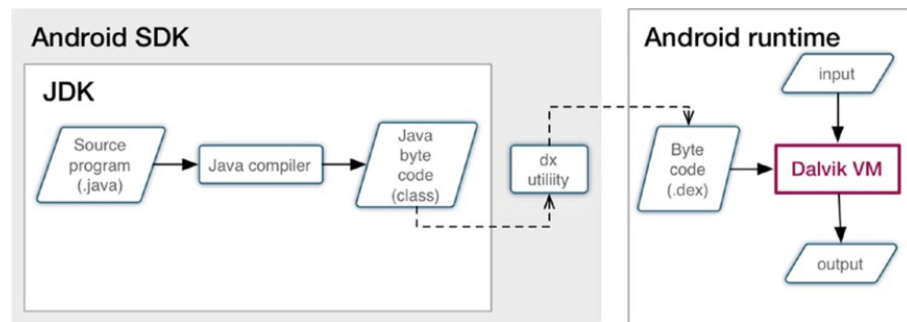 Android SDK
JDK
Source
program
(.java)
Java compiler
Java
byte
code
(class)
dx
utiliity
Android runtime
input
Byte
code
(.dex)
Dalvik VM
output